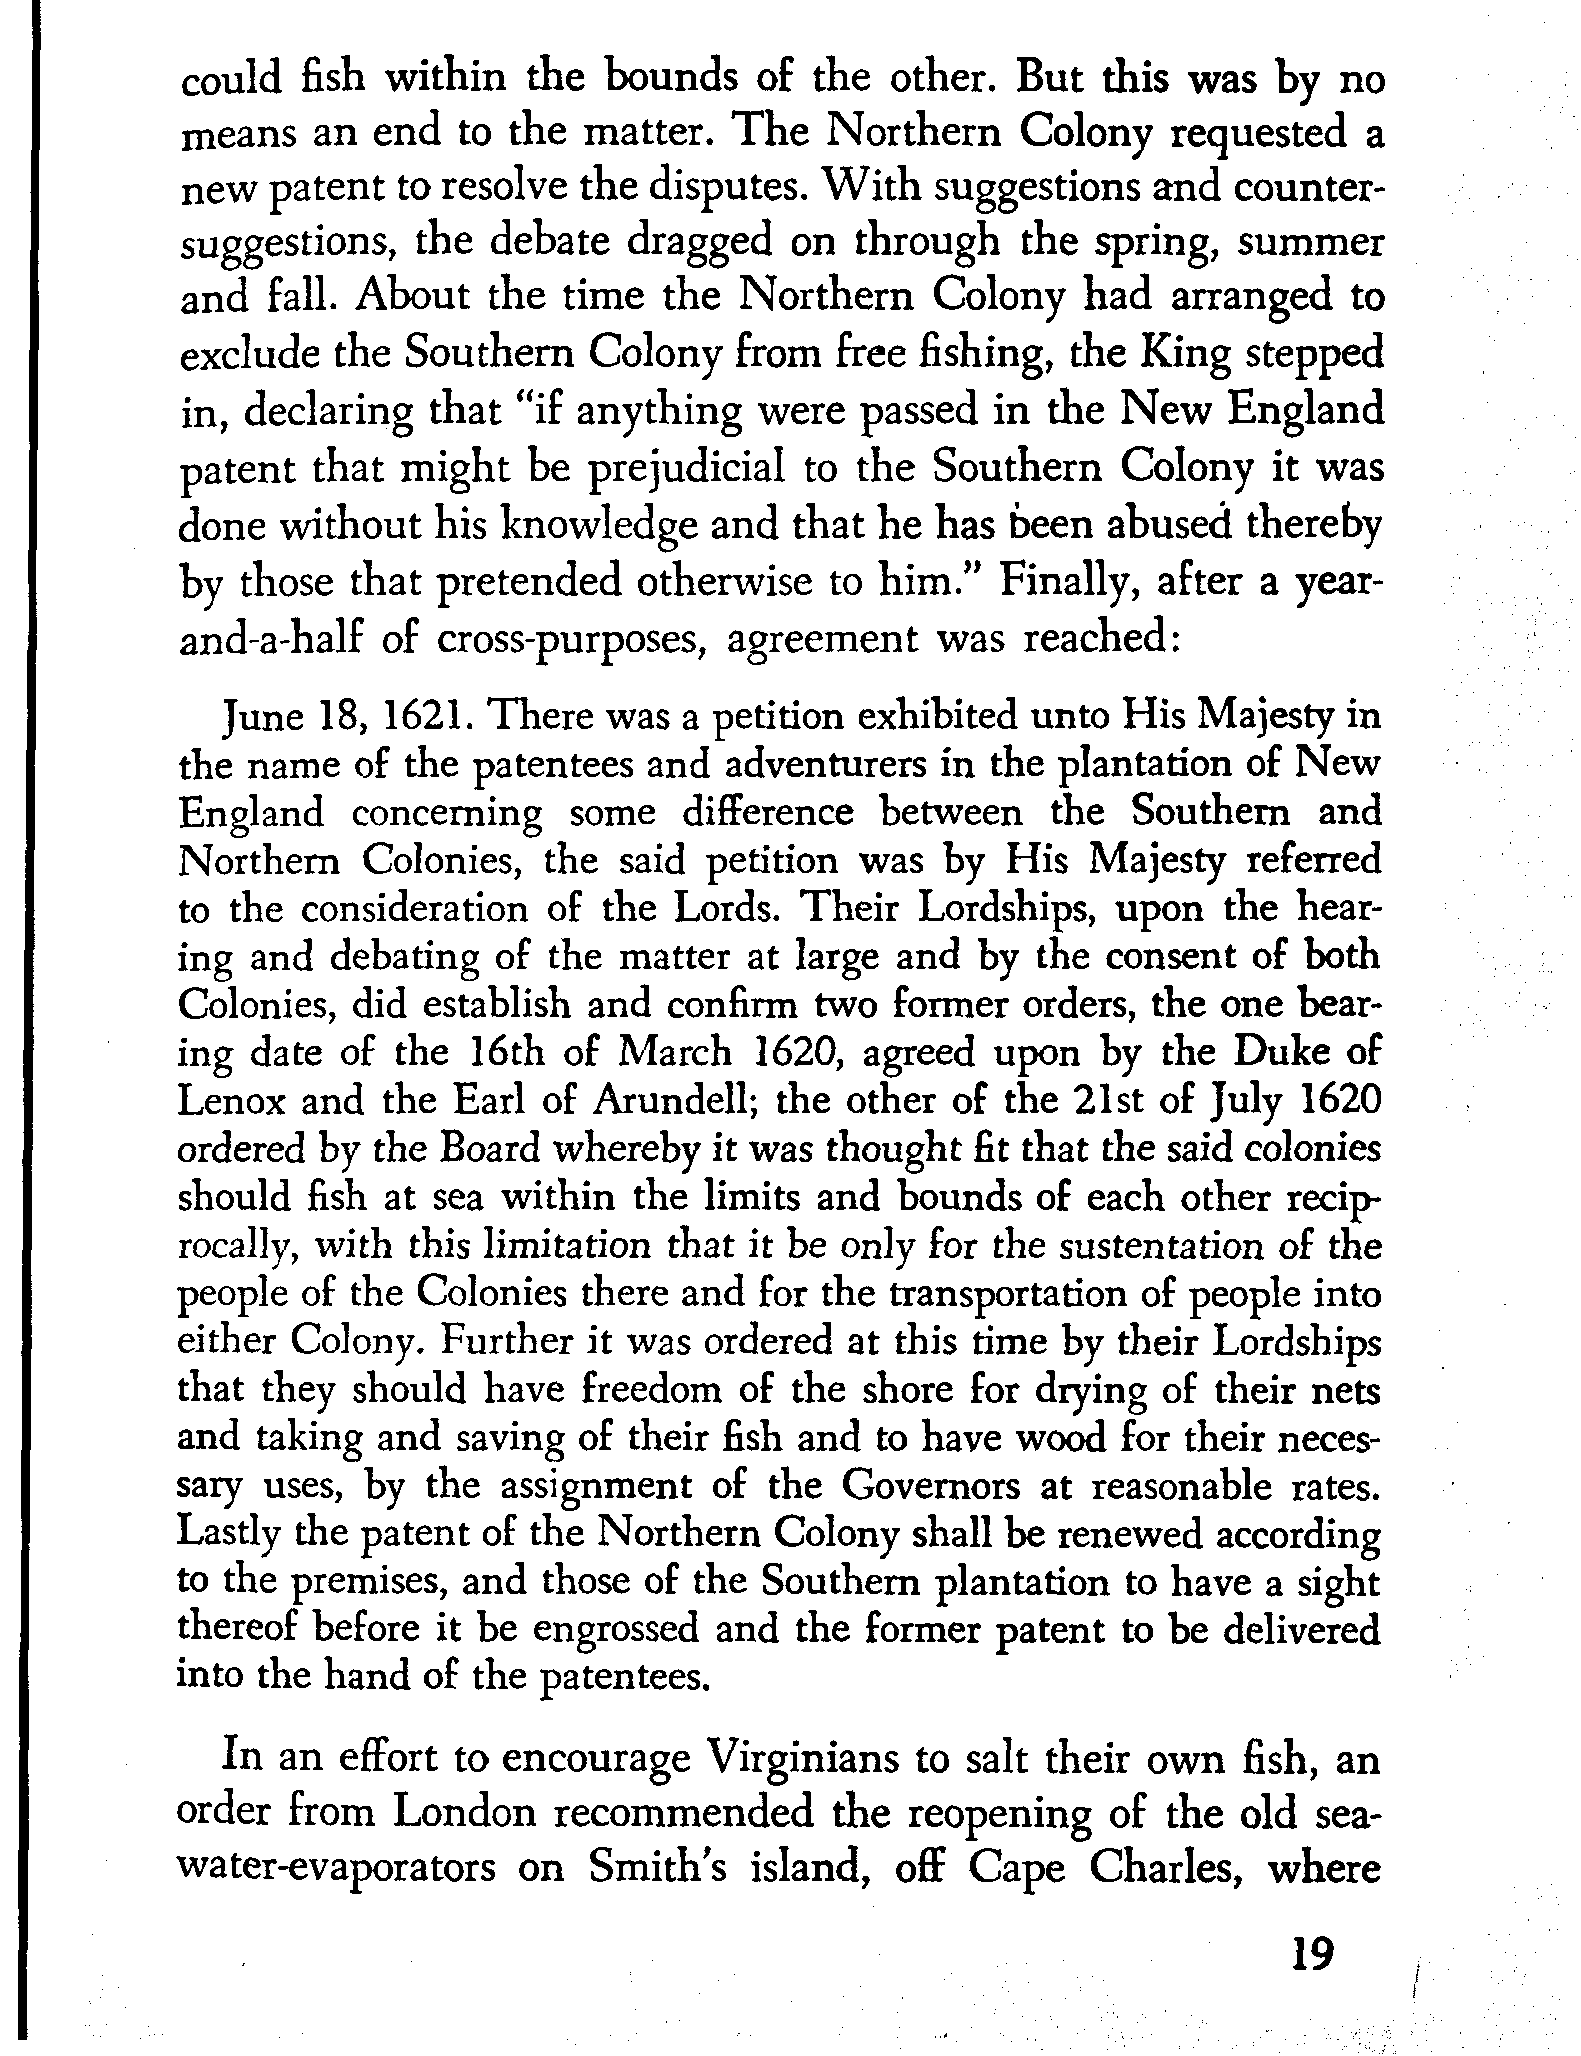 could fish within the bounds of the other. But this was by no
means an end to the matter. The Northern Colony requested a
new patent to resolve the disputes. With suggestions and counter-
suggestions, the debate dragged on through the spring, summer
and fall. About the time the Northern Colony had arranged to
exclude the Southern Colony from free fishing, the King stepped
in, declaring that "if anything were passed in the New England
patent that might be prejudicial to the Southern Colony it was
done without his knowledge and that he has been abused thereby
by those that pretended otherwise to him." Finally, after a year-
and-a-half of cross-purposes, agreement was reached:
June 18, 1621. There was a petition exhibited unto His Majesty in
the name of the patentees and adventurers in the plantation of New
England concerning some difference between the Southern and
Northern Colonies, the said petition was by His Majesty referred
to the consideration of the Lords. Their Lordships, upon the hear-
ing and debating of the matter at large and by the consent of both
Colonies, did establish and confirm two former orders, the one bear-
ing date of the 16th of March 1620, agreed upon by the Duke of
Lenox and the Earl of Arundell; the other of the 21st of July 1620
ordered by the Board whereby it was thought fit that the said colonies
should fish at sea within the limits and bounds of each other recip-
rocally, with this limitation that it be only for the sustentation of the
people of the Colonies there and for the transportation of people into
either Colony. Further it was ordered at this time by their Lordships
that they should have freedom of the shore for drying of their nets
and taking and saving of their fish and to have wood for their neces-
sary uses, by the assignment of the Governors at reasonable rates.
Lastly the patent of the Northern Colony shall be renewed according
to the premises, and those of the Southern plantation to have a sight
thereof before it be engrossed and the former patent to be delivered
into the hand of the patentees.
In an effort to encourage Virginians to salt their own fish, an
order from London recommended the reopening of the old sea-
water-evaporators on Smith's island, off Cape Charles, where
19